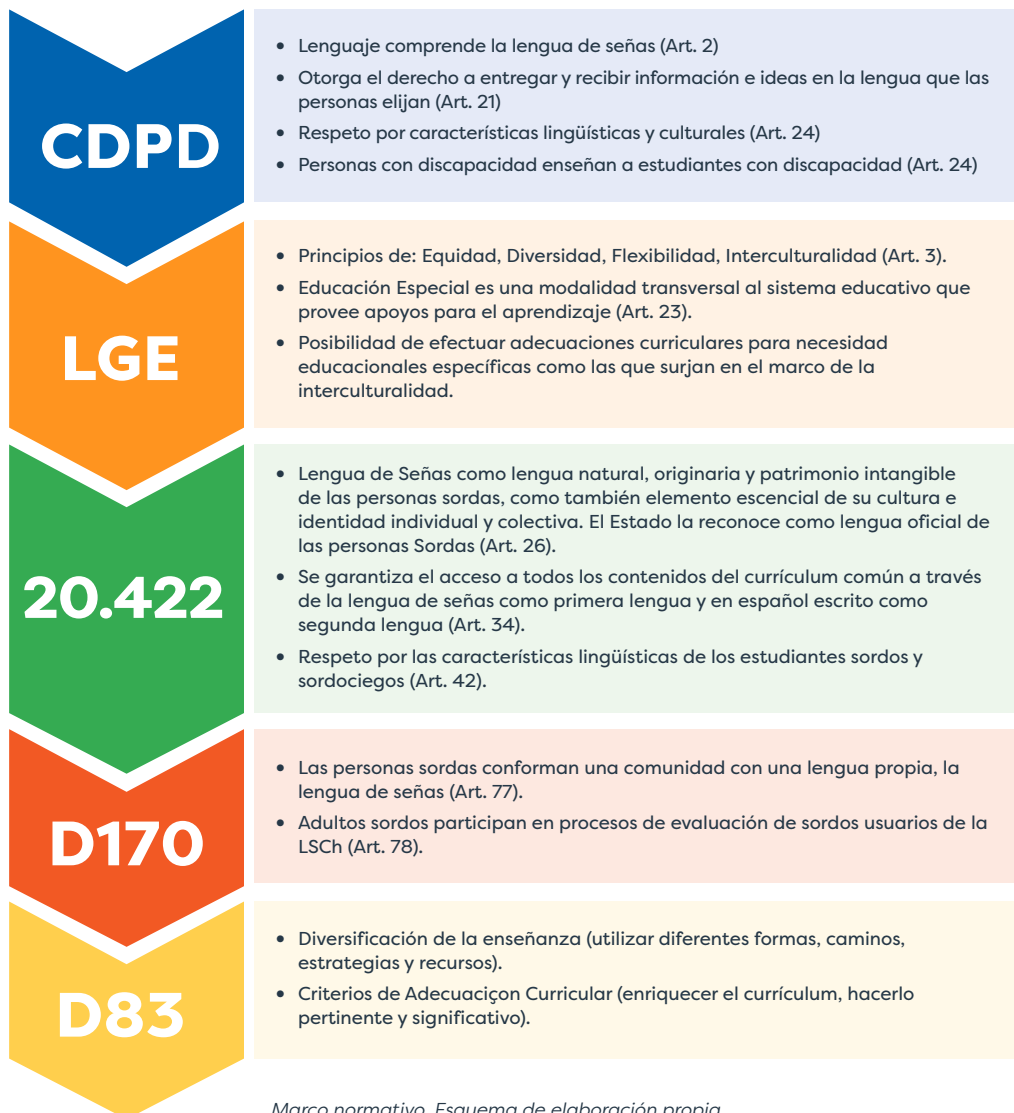 CDPD
• Lenguaje comprende la lengua de señas (Art. 2)
• Otorga el derecho a entregar y recibir información e ideas en la lengua que las
personas elijan (Art. 21)
• Respeto por características lingüísticas y culturales (Art. 24)
• Personas con discapacidad enseñan a estudiantes con discapacidad (Art. 24)
LGE
• Principios de: Equidad, Diversidad, Flexibilidad, Interculturalidad (Art. 3).
• Educación Especial es una modalidad transversal al sistema educativo que
provee apoyos para el aprendizaje (Art. 23).
• Posibilidad de efectuar adecuaciones curriculares para necesidad
educacionales específicas como las que surjan en el marco de la
interculturalidad.
20.422
• Lengua de Señas como lengua natural, originaria y patrimonio intangible
de las personas sordas, como también elemento escencial de su cultura e
identidad individual y colectiva. El Estado la reconoce como lengua oficial de
las personas Sordas (Art. 26).
• Se garantiza el acceso a todos los contenidos del currículum común a través
de la lengua de señas como primera lengua y en español escrito como
segunda lengua (Art. 34).
• Respeto por las características lingüísticas de los estudiantes sordos y
sordociegos (Art. 42).
D170
• Las personas sordas conforman una comunidad con una lengua propia, la
lengua de señas (Art. 77).
• Adultos sordos participan en procesos de evaluación de sordos usuarios de la
LSCh (Art. 78).
D83
• Diversificación de la enseñanza (utilizar diferentes formas, caminos,
estrategias y recursos).
• Criterios de Adecuaciçon Curricular (enriquecer el currículum, hacerlo
pertinente y significativo).
Marco normativo. Esquema de elaboración propia